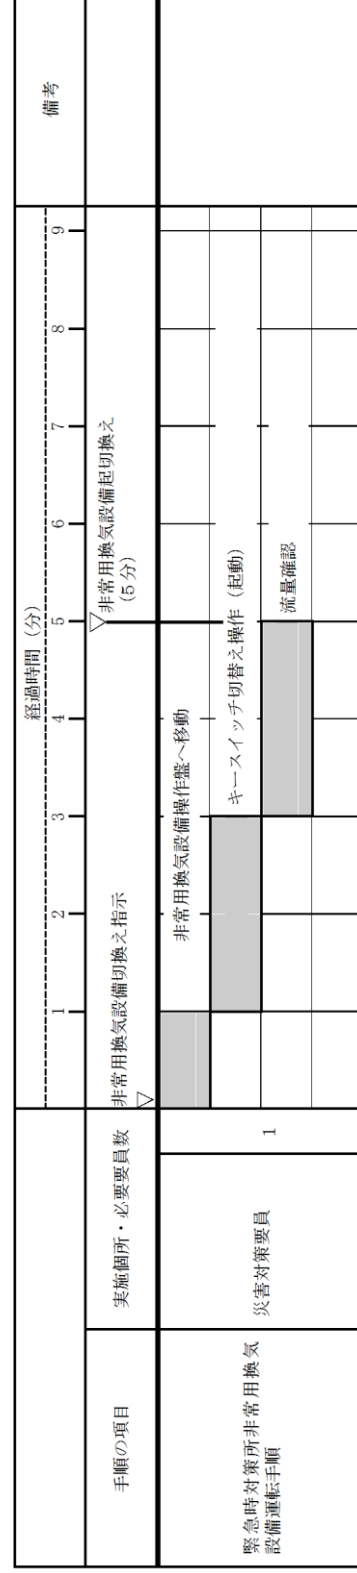 経過時間（分）
備考
1 2 3 4 5 6 7 8 9
手順の項目
実施個所・必要要員数
非常用換気設備切換え指示
▽
▽
非常用換気設備起切換え
（5分）
緊急時対策所非常用換気
設備運転手順
災害対策要員
1
非常用換気設備操作盤へ移動
キースイッチ切替え操作（起動）
流量確認